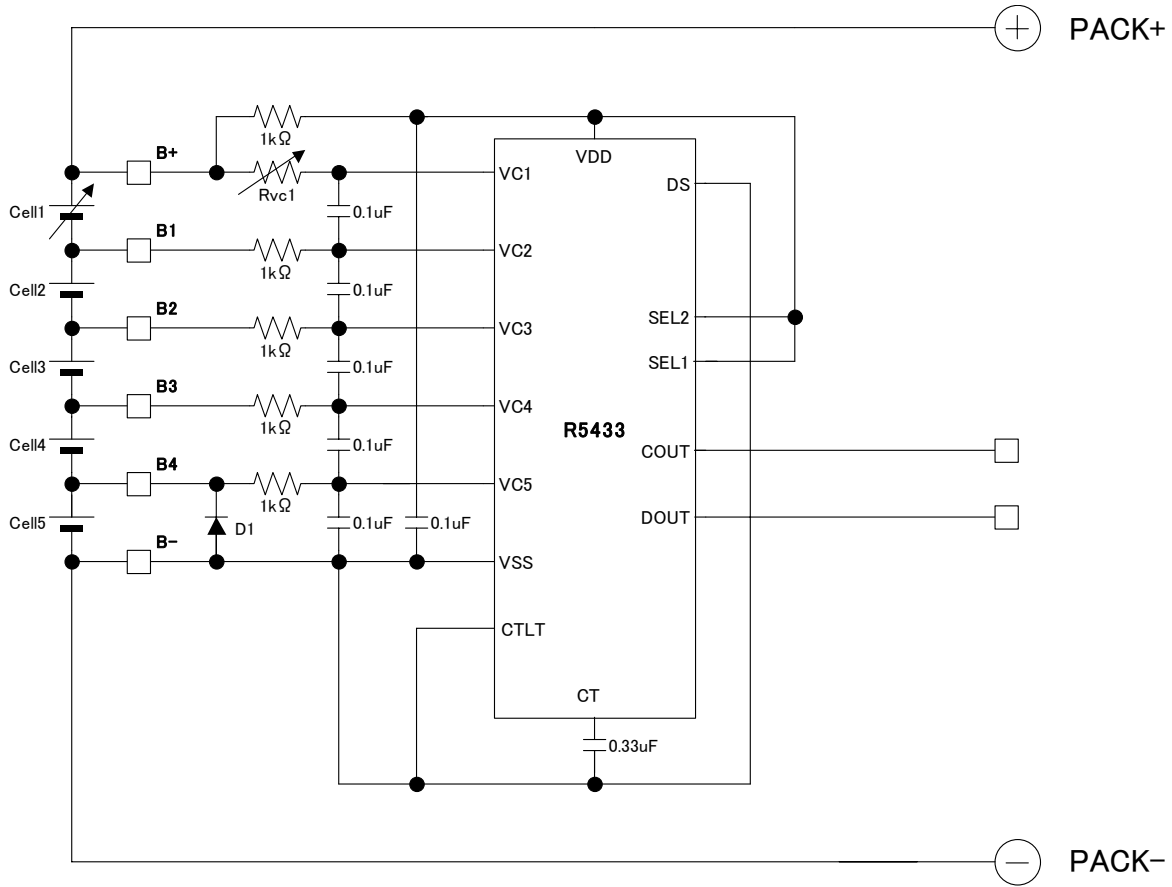 PACK+
1kΩ
VDD
B+
VC1
DS
Rvc1
Cell1
0.1uF
B1
VC2
1kΩ
Cell2
0.1uF
B2
VC3
SEL2
1kΩ
SEL1
Cell3
0.1uF
B3
VC4
1kΩ
R5433
Cell4
0.1uF
COUT
B4
VC5
1kΩ
Cell5
D1
0.1uF
0.1uF
DOUT
B-
VSS
CTLT
CT
0.33uF
PACK-